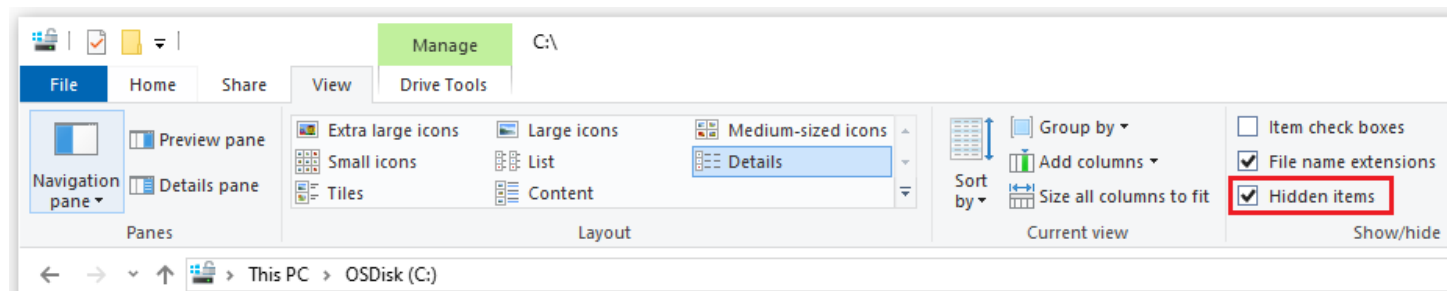 Manage C:\
File Home Share View Drive Tools
Navigation pane
Preview pane
Details pane
Panes
Extra large icons Large icons Medium-sized icons
Small icons List Details
Tiles Content
Layout
Sort by
Group by
Add columns
Size all columns to fit
Current view
Item check boxes
File name extensions
Hidden items
Show/hide
This PC > OSDisk (C:)